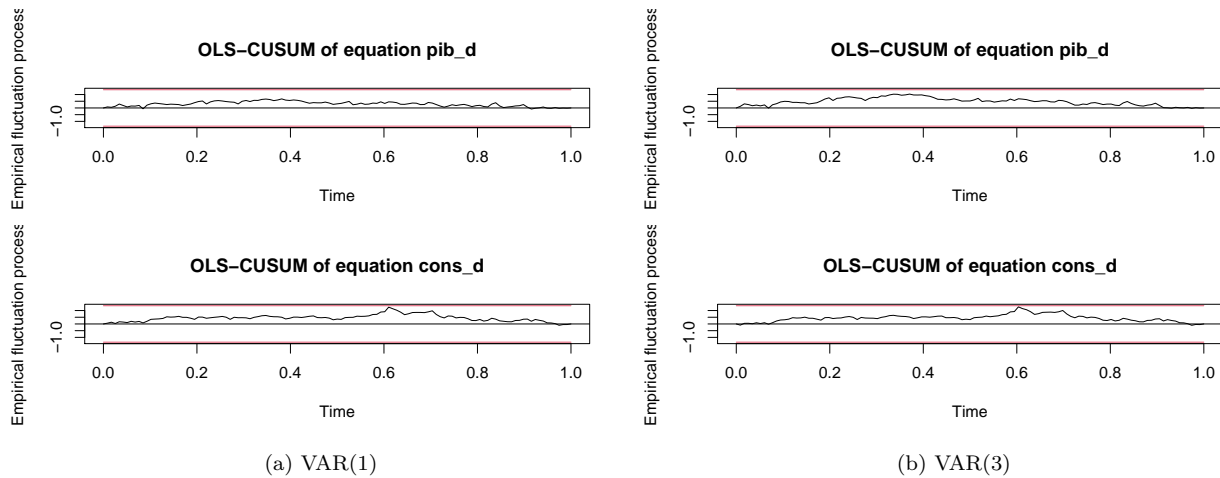 OLS−CUSUM of equation pib_d
Empirical fluctuation process
−1.0
0.0 0.2 0.4 0.6 0.8 1.0
Time
OLS−CUSUM of equation cons_d
Empirical fluctuation process
−1.0
0.0 0.2 0.4 0.6 0.8 1.0
Time
(a) VAR(1)
OLS−CUSUM of equation pib_d
Empirical fluctuation process
−1.0
0.0 0.2 0.4 0.6 0.8 1.0
Time
OLS−CUSUM of equation cons_d
Empirical fluctuation process
−1.0
0.0 0.2 0.4 0.6 0.8 1.0
Time
(b) VAR(3)